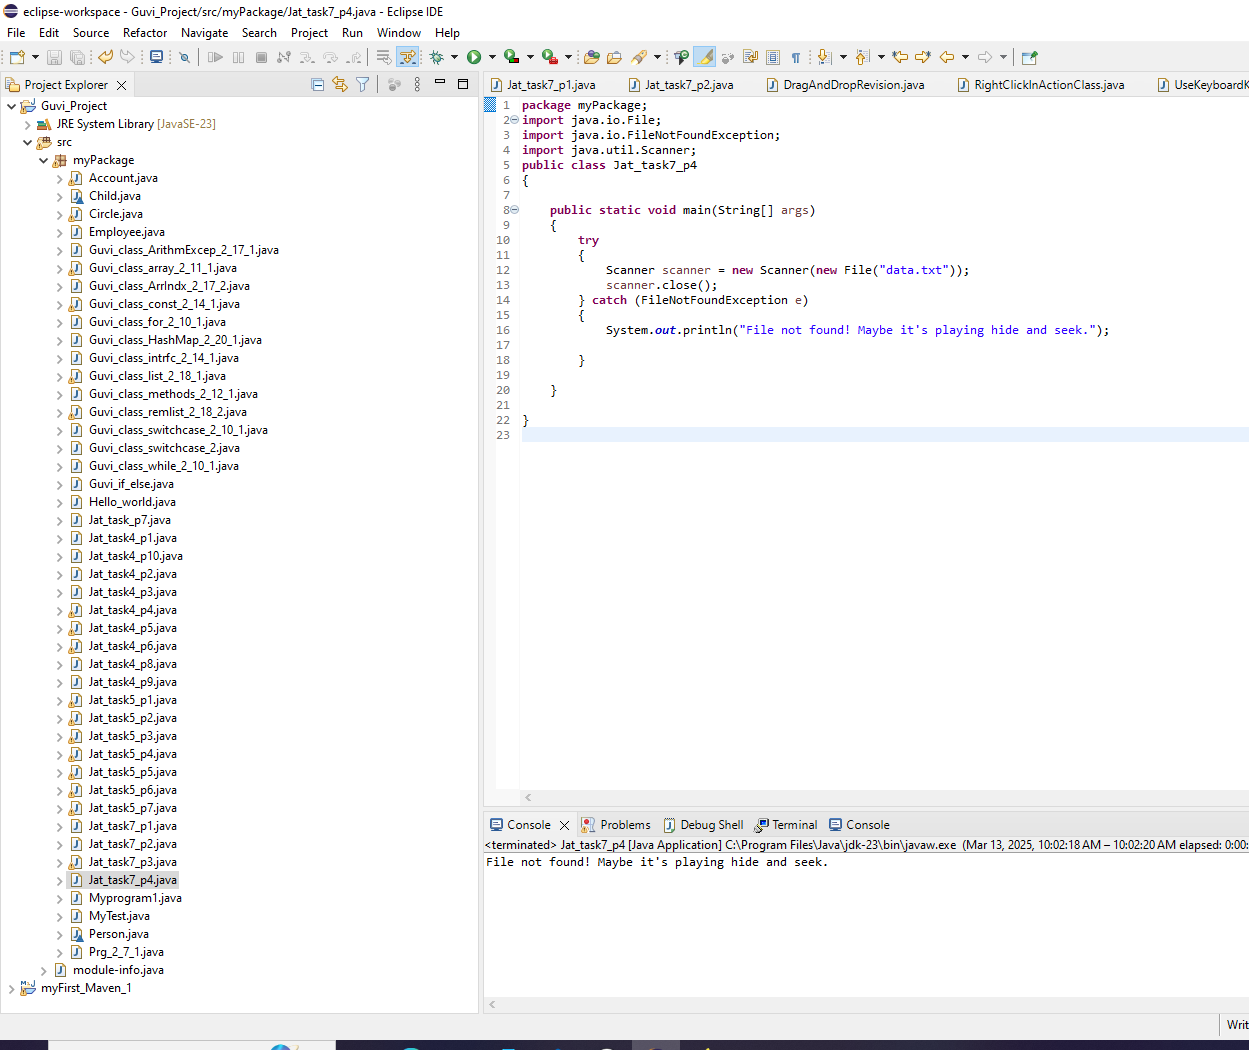 eclipse-workspace - Guvi_Project/src/myPackage/Jat_task7_p4.java - Eclipse IDE
File Edit Source Refactor Navigate Search Project Run Window Help
Project Explorer
Guvi_Project
JRE System Library [JavaSE-23]
src
myPackage
Account.java
Child.java
Circle.java
Employee.java
Guvi_class_ArithmExcep_2_17_1.java
Guvi_class_array_2_11_1.java
Guvi_class_ArrIndx_2_17_2.java
Guvi_class_const_2_14_1.java
Guvi_class_for_2_10_1.java
Guvi_class_HashMap_2_20_1.java
Guvi_class_intrfc_2_14_1.java
Guvi_class_list_2_18_1.java
Guvi_class_methods_2_12_1.java
Guvi_class_remlist_2_18_2.java
Guvi_class_switchcase_2_10_1.java
Guvi_class_switchcase_2.java
Guvi_class_while_2_10_1.java
Guvi_if_else.java
Hello_world.java
Jat_task_p7.java
Jat_task4_p1.java
Jat_task4_p10.java
Jat_task4_p2.java
Jat_task4_p3.java
Jat_task4_p4.java
Jat_task4_p5.java
Jat_task4_p6.java
Jat_task4_p8.java
Jat_task4_p9.java
Jat_task5_p1.java
Jat_task5_p2.java
Jat_task5_p3.java
Jat_task5_p4.java
Jat_task5_p5.java
Jat_task5_p6.java
Jat_task5_p7.java
Jat_task7_p1.java
Jat_task7_p2.java
Jat_task7_p3.java
Jat_task7_p4.java
Myprogram1.java
MyTest.java
Person.java
Prg_2_7_1.java
module-info.java
myFirst_Maven_1
Jat_task7_p1.java Jat_task7_p2.java DragAndDropRevision.java RightClickInActionClass.java UseKeyboardK
1 package myPackage;
2 import java.io.File;
3 import java.io.FileNotFoundException;
4 import java.util.Scanner;
5 public class Jat_task7_p4
6 {
7
8 public static void main(String[] args)
9 {
10 try
11 {
12 Scanner scanner = new Scanner(new File("data.txt"));
13 scanner.close();
14 } catch (FileNotFoundException e)
15 {
16 System.out.println("File not found! Maybe it's playing hide and seek.");
17
18 }
19
20 }
21
22 }
23
Console Problems Debug Shell Terminal Console
<terminated> Jat_task7_p4 [Java Application] C:\Program Files\Java\jdk-23\bin\javaw.exe (Mar 13, 2025, 10:02:18 AM – 10:02:20 AM elapsed: 0:00:
File not found! Maybe it's playing hide and seek.
Writ